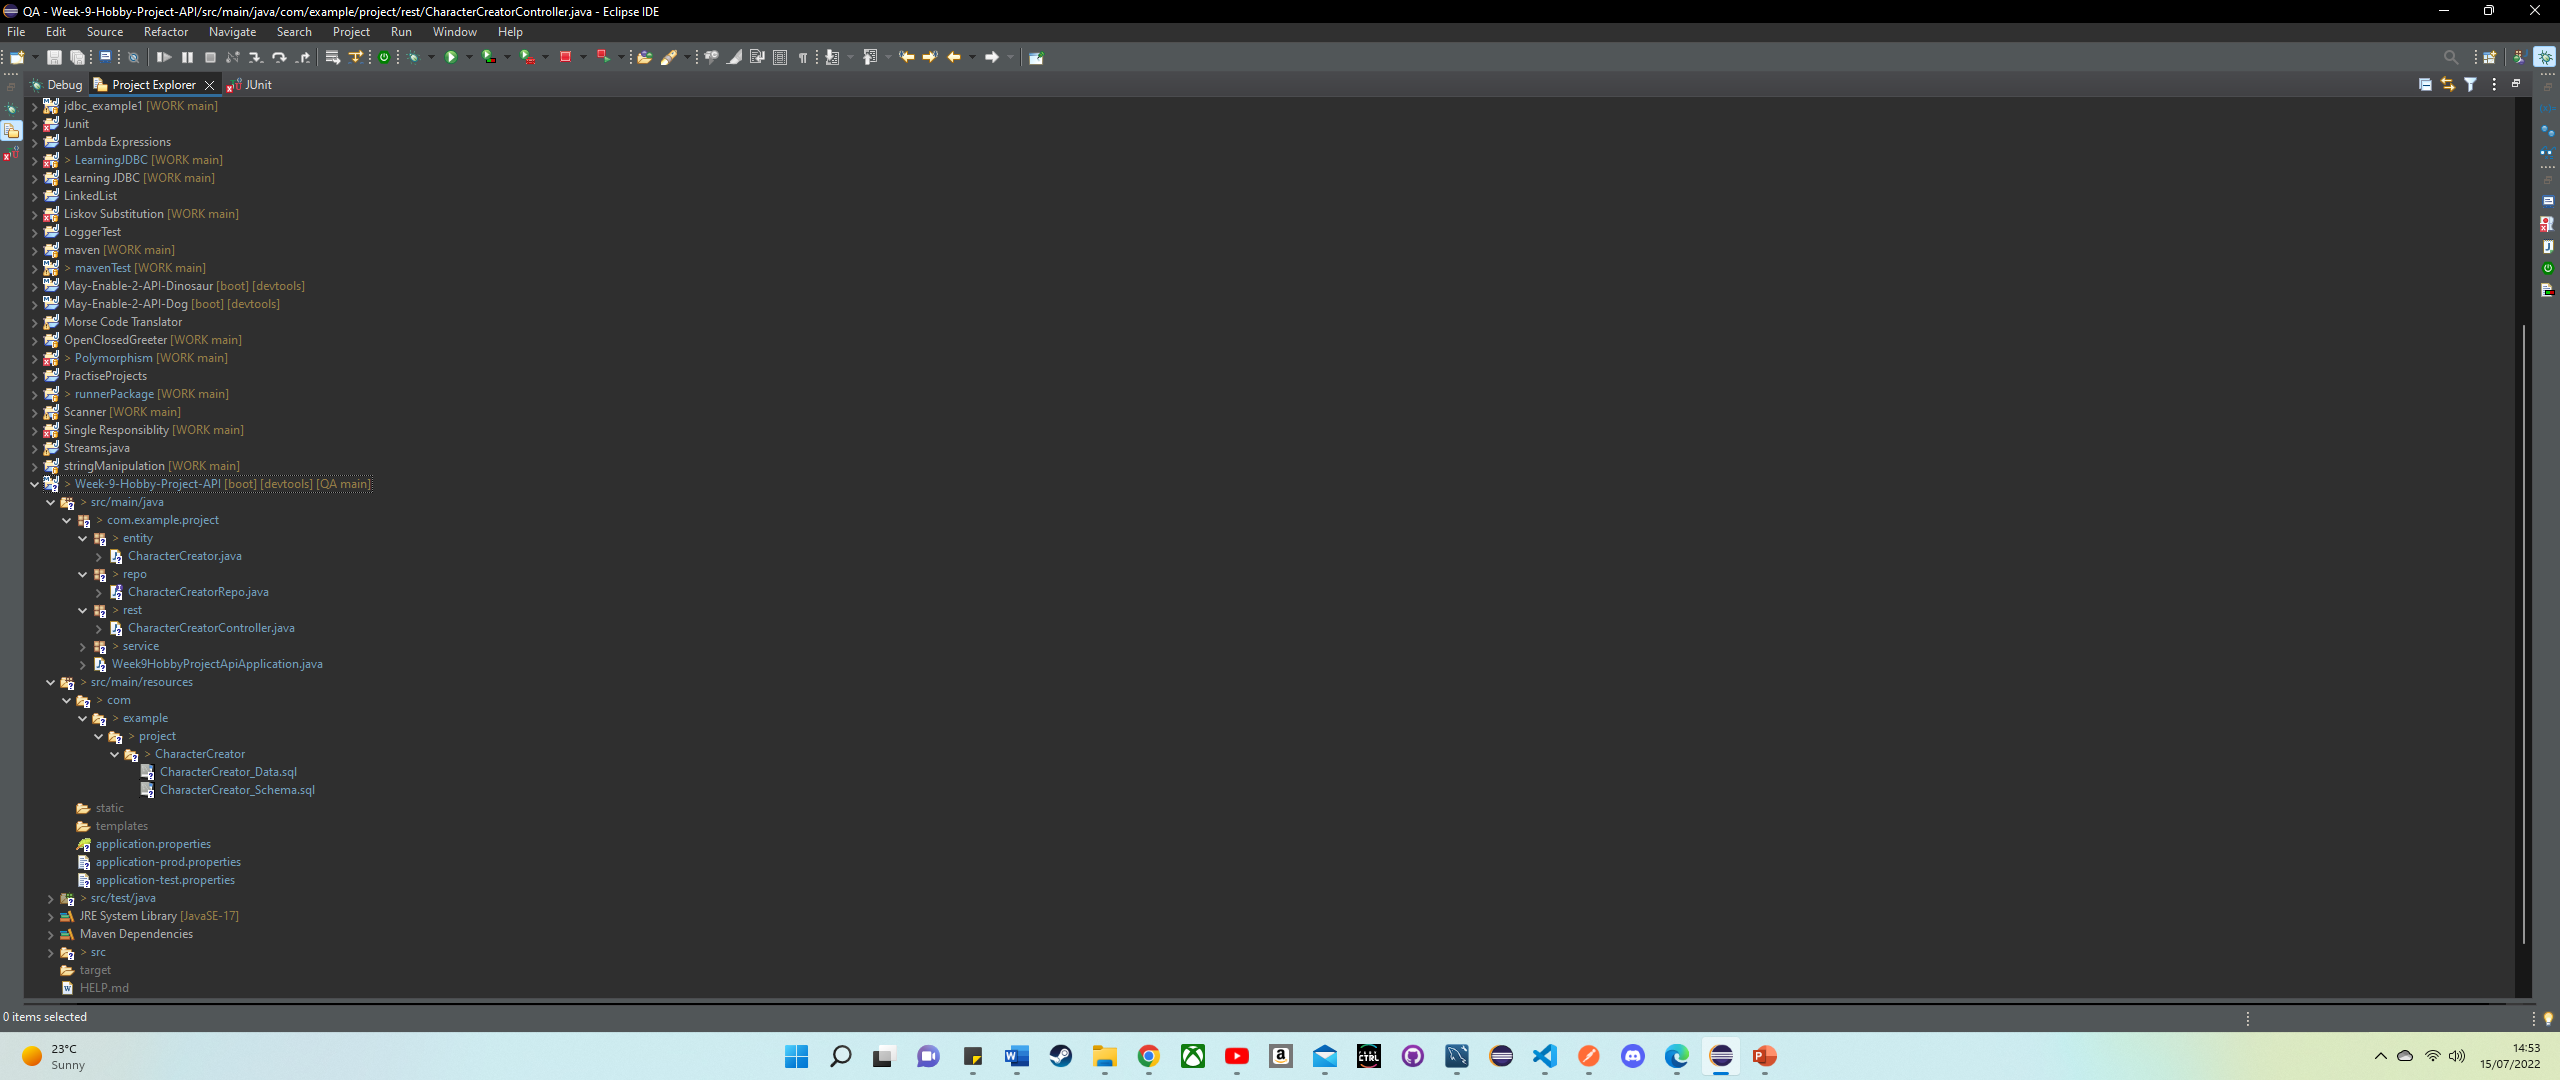 QA - Week-9-Hobby-Project-API/src/main/java/com/example/project/rest/CharacterCreatorController.java - Eclipse IDE
File Edit Source Refactor Navigate Search Project Run Window Help
Debug Project Explorer JUnit
jdbc_example1 [WORK main]
Junit
Lambda Expressions
> LearningJDBC [WORK main]
Learning JDBC [WORK main]
LinkedList
Liskov Substitution [WORK main]
LoggerTest
maven [WORK main]
> mavenTest [WORK main]
May-Enable-2-API-Dinosaur [boot] [devtools]
May-Enable-2-API-Dog [boot] [devtools]
Morse Code Translator
OpenClosedGreeter [WORK main]
> Polymorphism [WORK main]
PractiseProjects
> runnerPackage [WORK main]
Scanner [WORK main]
Single Responsiblity [WORK main]
Streams.java
stringManipulation [WORK main]
> Week-9-Hobby-Project-API [boot] [devtools] [QA main]
> src/main/java
> com.example.project
> entity
CharacterCreator.java
> repo
CharacterCreatorRepo.java
> rest
CharacterCreatorController.java
> service
Week9HobbyProjectApiApplication.java
> src/main/resources
> com
> example
> project
> CharacterCreator
CharacterCreator_Data.sql
CharacterCreator_Schema.sql
static
templates
application.properties
application-prod.properties
application-test.properties
> src/test/java
JRE System Library [JavaSE-17]
Maven Dependencies
> src
target
HELP.md
0 items selected
23°C
Sunny
14:53
15/07/2022